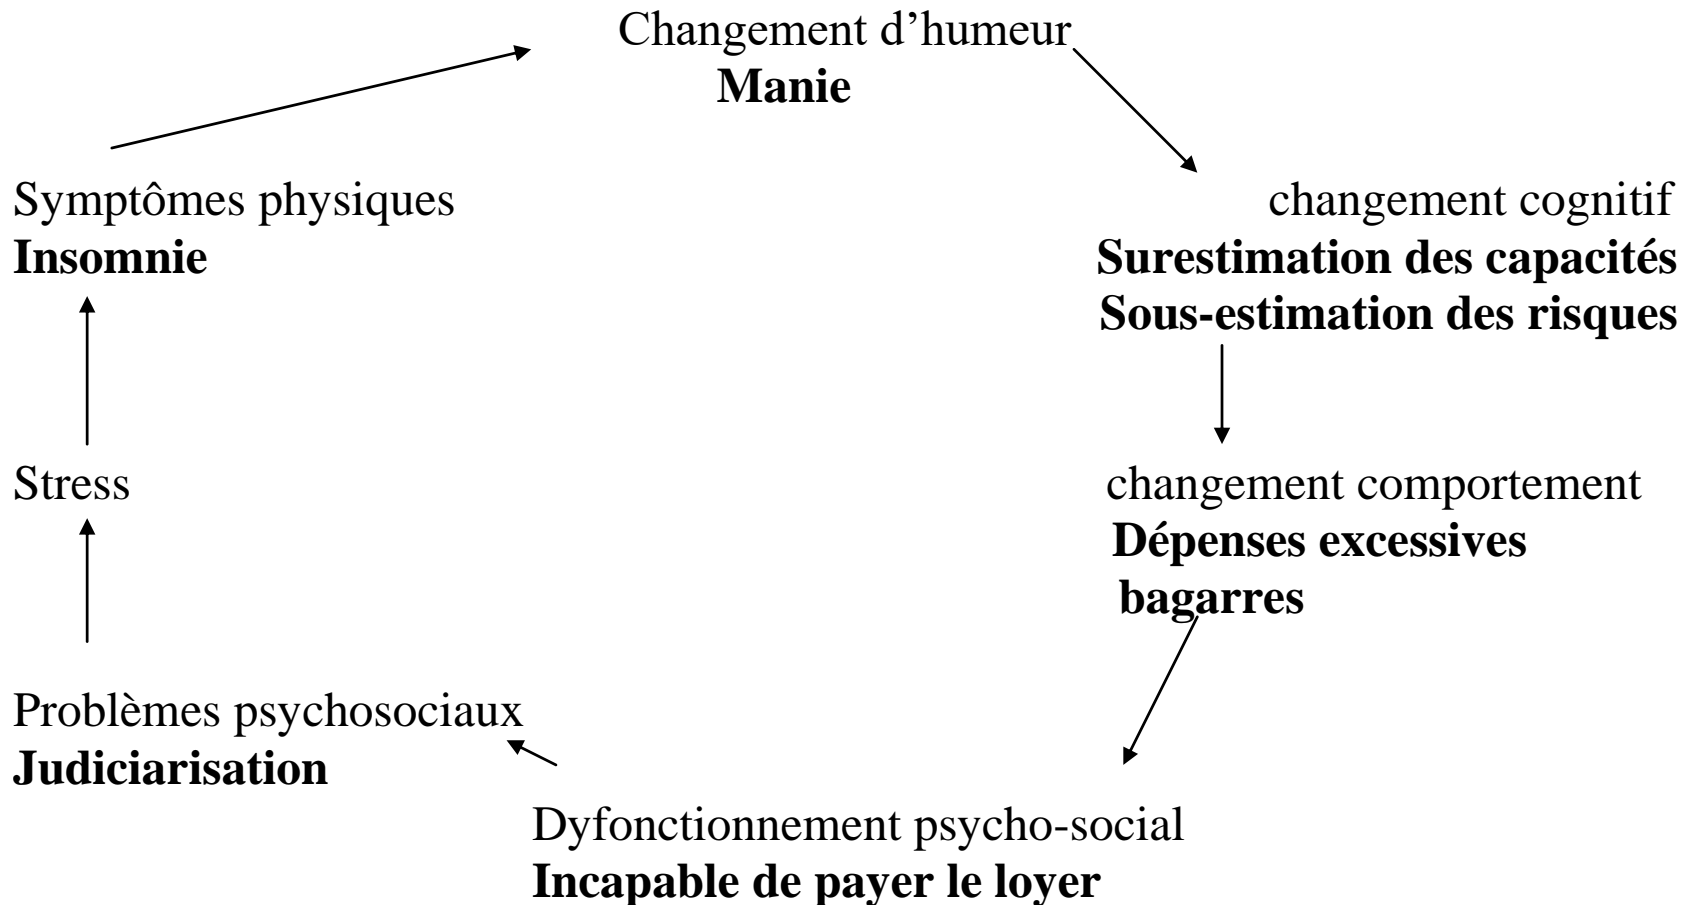 Changement d’humeur
Manie
Symptômes physiques
Insomnie
changement cognitif
Surestimation des capacités
Sous-estimation des risques
Stress
changement comportement
Dépenses excessives
bagarres
Problèmes psychosociaux
Judiciarisation
Dyfonctionnement psycho-social
Incapable de payer le loyer